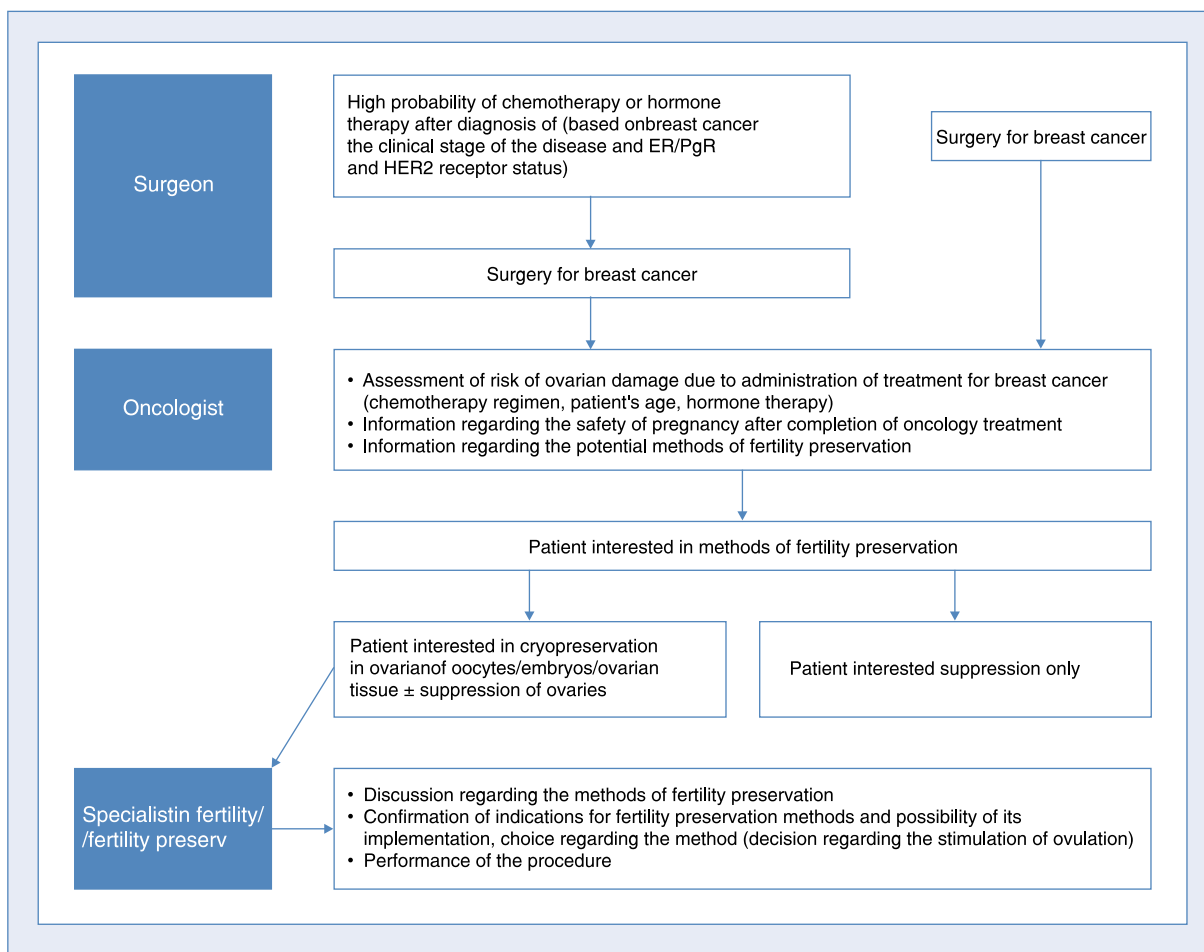 Surgeon
High probability of chemotherapy or hormone
therapy after diagnosis of (based onbreast cancer
the clinical stage of the disease and ER/PgR
and HER2 receptor status)
Surgery for breast cancer
Surgery for breast cancer
Oncologist
• Assessment of risk of ovarian damage due to administration of treatment for breast cancer
(chemotherapy regimen, patient's age, hormone therapy)
• Information regarding the safety of pregnancy after completion of oncology treatment
• Information regarding the potential methods of fertility preservation
Patient interested in methods of fertility preservation
Patient interested in cryopreservation
in ovarianof oocytes/embryos/ovarian
tissue ± suppression of ovaries
Patient interested suppression only
Specialistin fertility/
/fertility preserv
• Discussion regarding the methods of fertility preservation
• Confirmation of indications for fertility preservation methods and possibility of its
implementation, choice regarding the method (decision regarding the stimulation of ovulation)
• Performance of the procedure